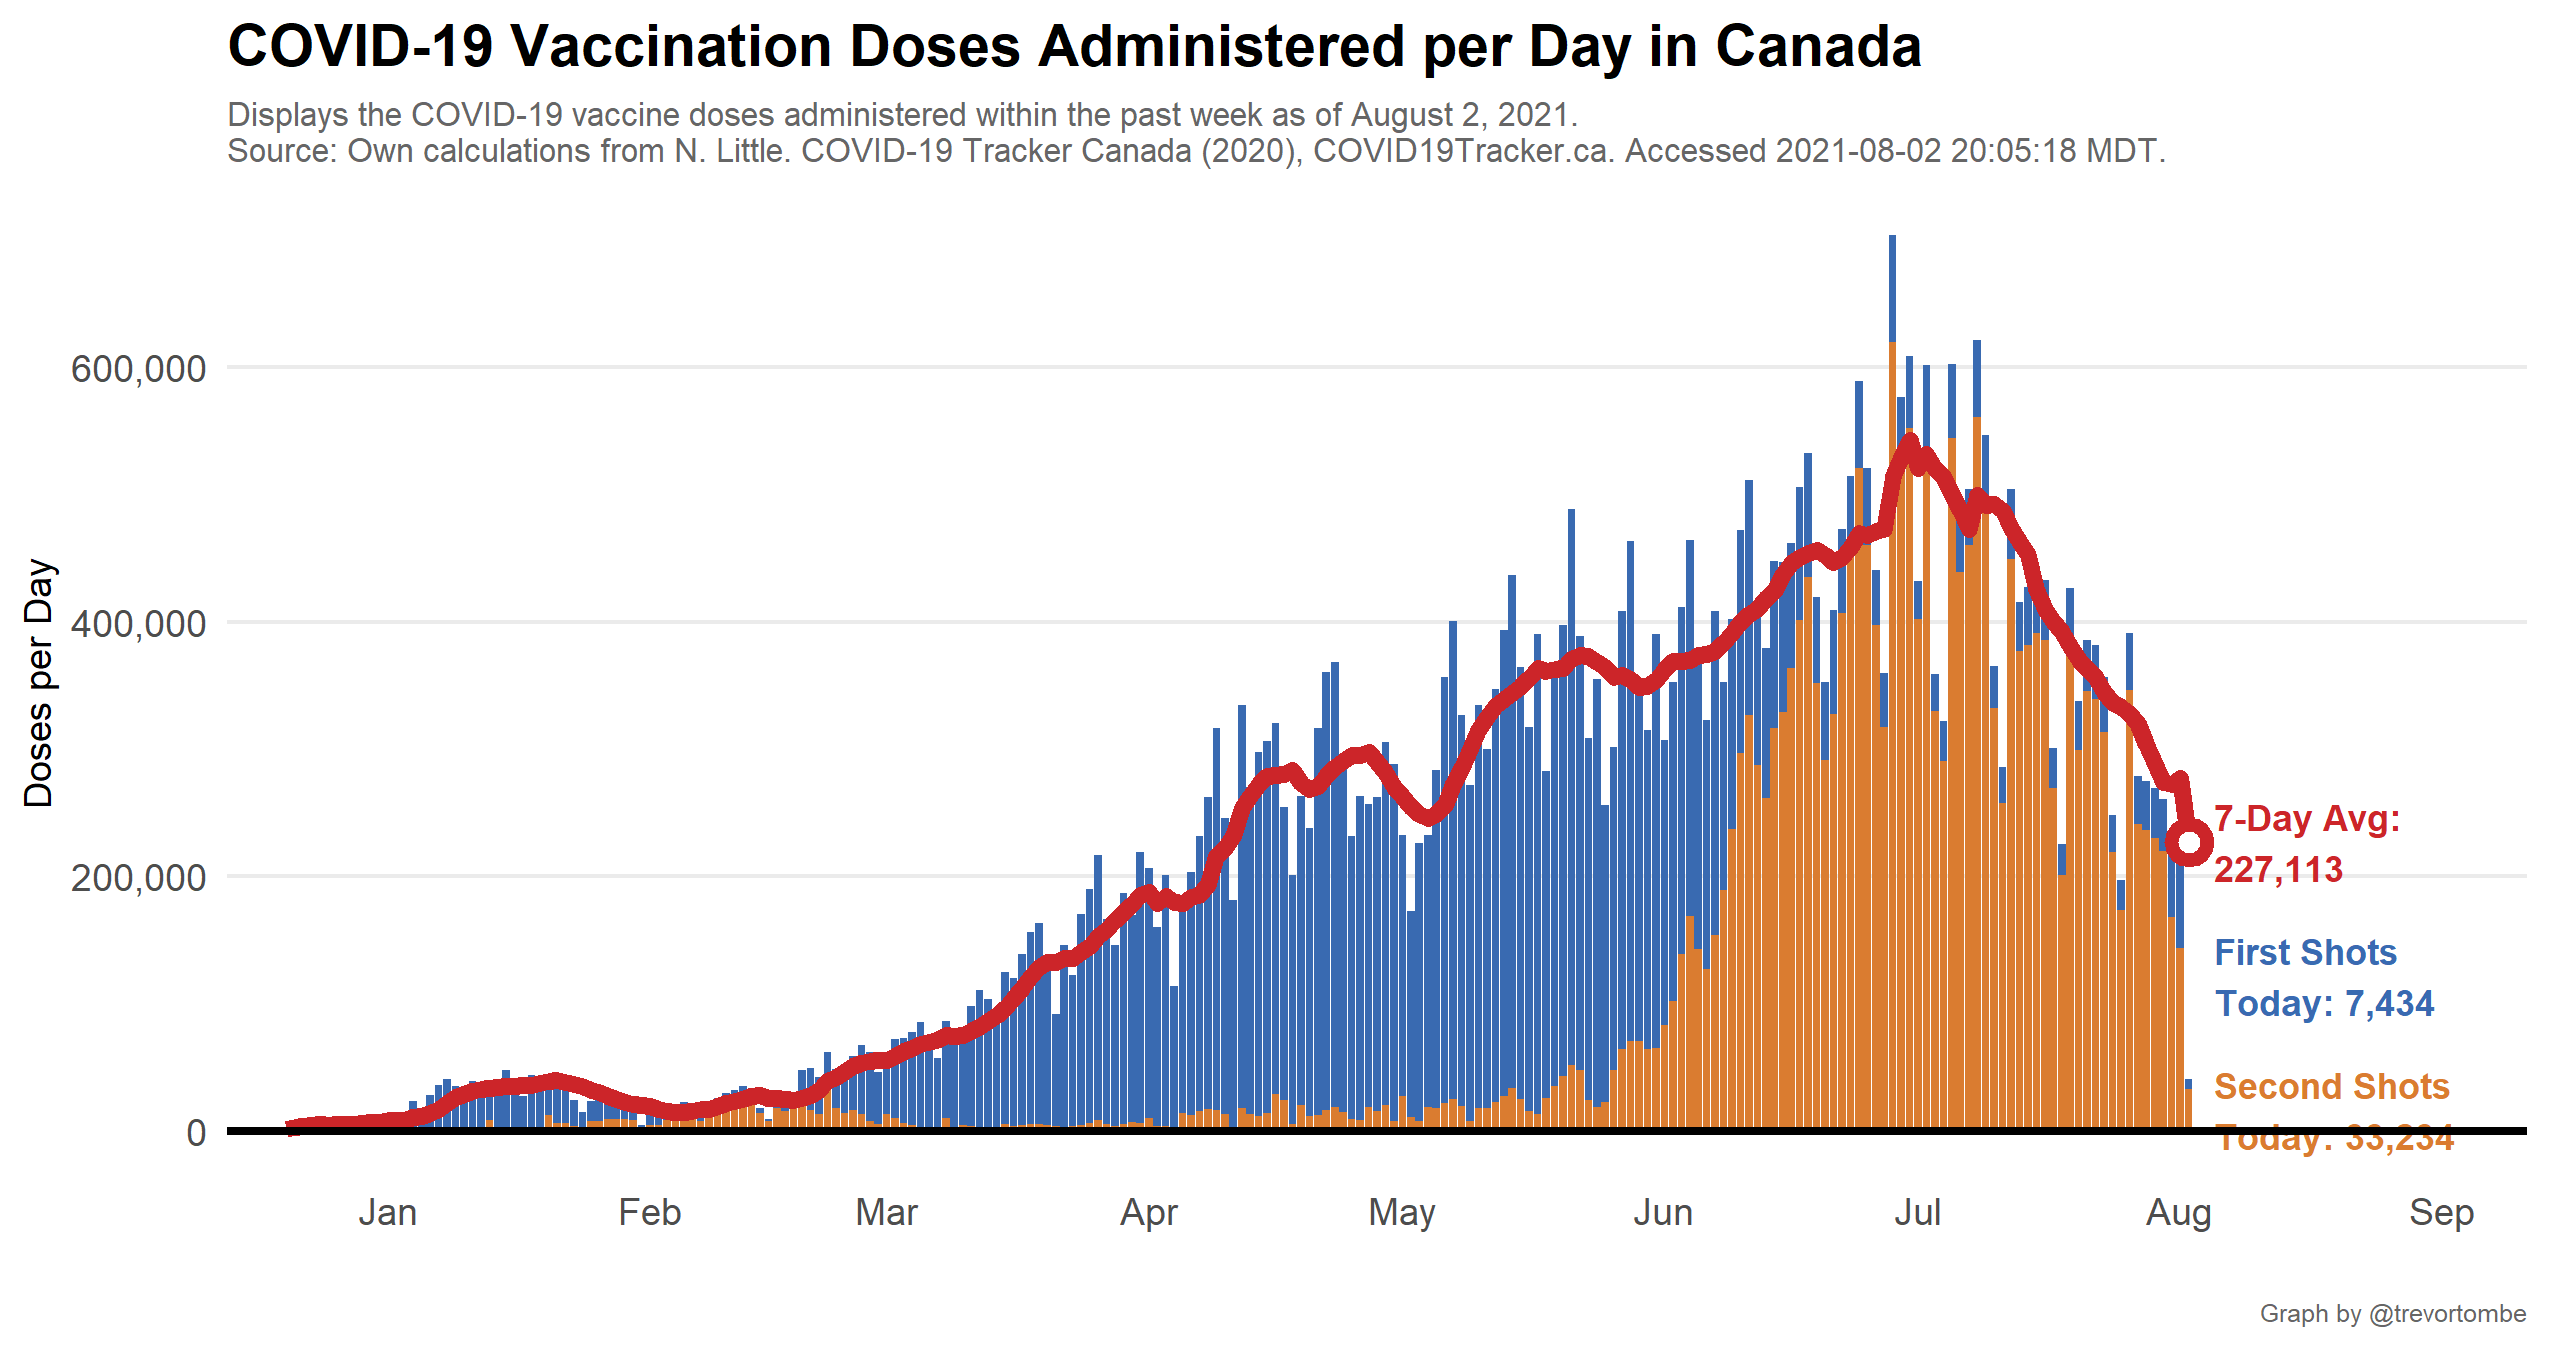 COVID-19 Vaccination Doses Administered per Day in Canada
Displays the COVID-19 vaccine doses administered within the past week as of August 2, 2021.
Source: Own calculations from N. Little. COVID-19 Tracker Canada (2020), COVID19Tracker.ca. Accessed 2021-08-02 20:05:18 MDT.
Doses per Day
600,000
400,000
200,000
0
7-Day Avg:
227,113
First Shots
Today: 7,434
Second Shots
Today: 33,234
Jan Feb Mar Apr May Jun Jul Aug Sep
Graph by @trevortombe